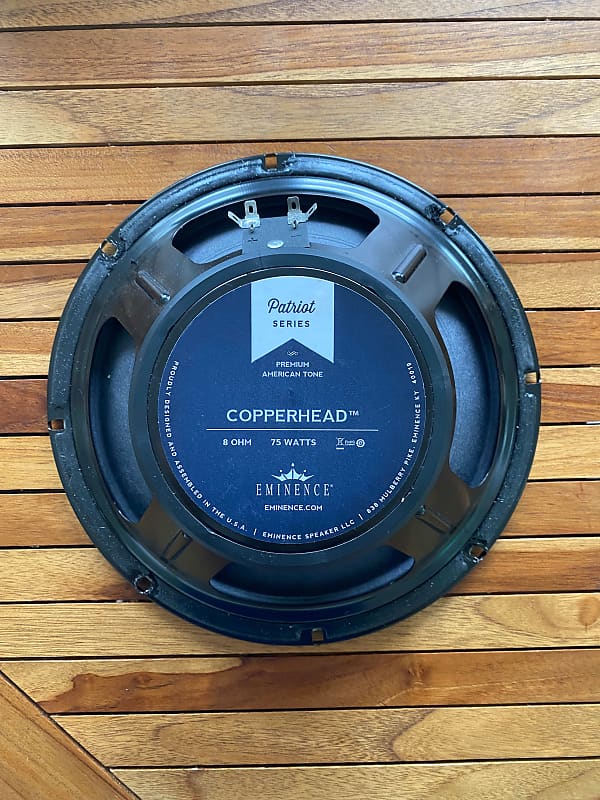 Patriot
SERIES
PREMIUM
AMERICAN TONE
COPPERHEAD™
8 OHM 75 WATTS
EMINENCE
EMINENCE.COM
PROUDLY DESIGNED AND ASSEMBLED IN THE U.S.A. | EMINENCE SPEAKER LLC | 838 MULBERRY PIKE, EMINENCE KY 40019